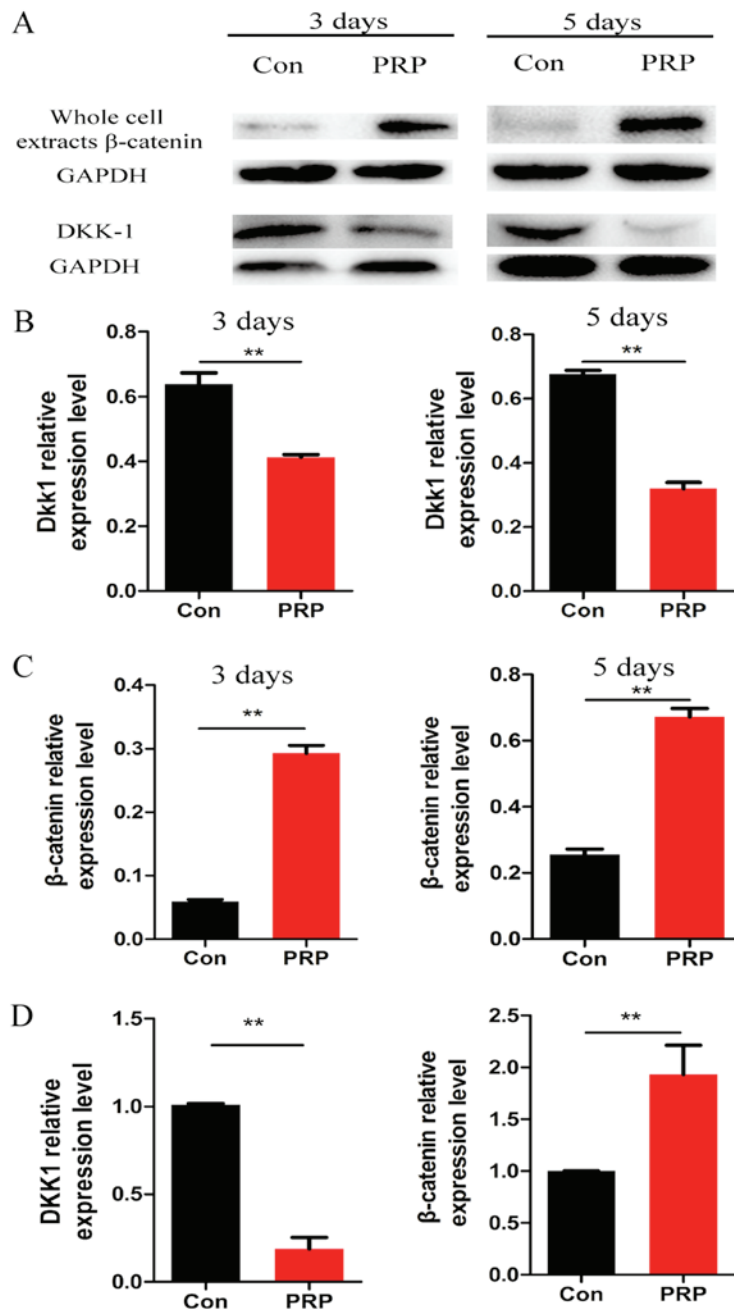 A
3 days
5 days
Con
PRP
Con
PRP
Whole cell
extracts β-catenin
GAPDH
DKK-1
GAPDH
B
3 days
5 days
**
**
Dkk1 relative
expression level
0.8
0.6
0.4
0.2
0.0
Con
PRP
Dkk1 relative
expression level
0.8
0.6
0.4
0.2
0.0
Con
PRP
C
3 days
5 days
**
**
β-catenin relative
expression level
0.4
0.3
0.1
0.0
Con
PRP
β-catenin relative
expression level
0.8
0.6
0.4
0.2
0.0
Con
PRP
D
**
**
DKK1 relative
expression level
1.5
1.0
0.5
0.0
Con
PRP
β-catenin relative
expression level
2.5
2.0
1.5
1.0
0.0
Con
PRP